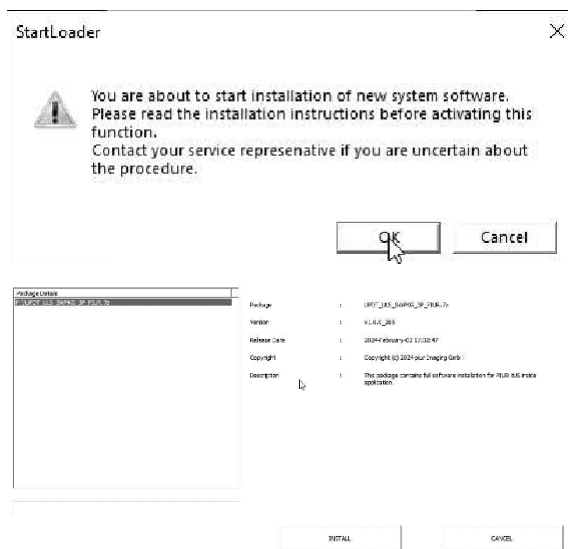 StartLoader
You are about to start installation of new system software.
Please read the installation instructions before activating this
function.
Contact your service represenative if you are uncertain about
the procedure.
OK
Cancel
Package Details
Package : UPDT_ULS_SWPKG_3P_PIUR.7z
Version :
Release Date : 2024-February-02 17:32:47
Copyright : Copyright (c) 2024 piur Imaging GmbH
Description : This package contains full software installation for PIUR tUS inside
application.
INSTALL
CANCEL